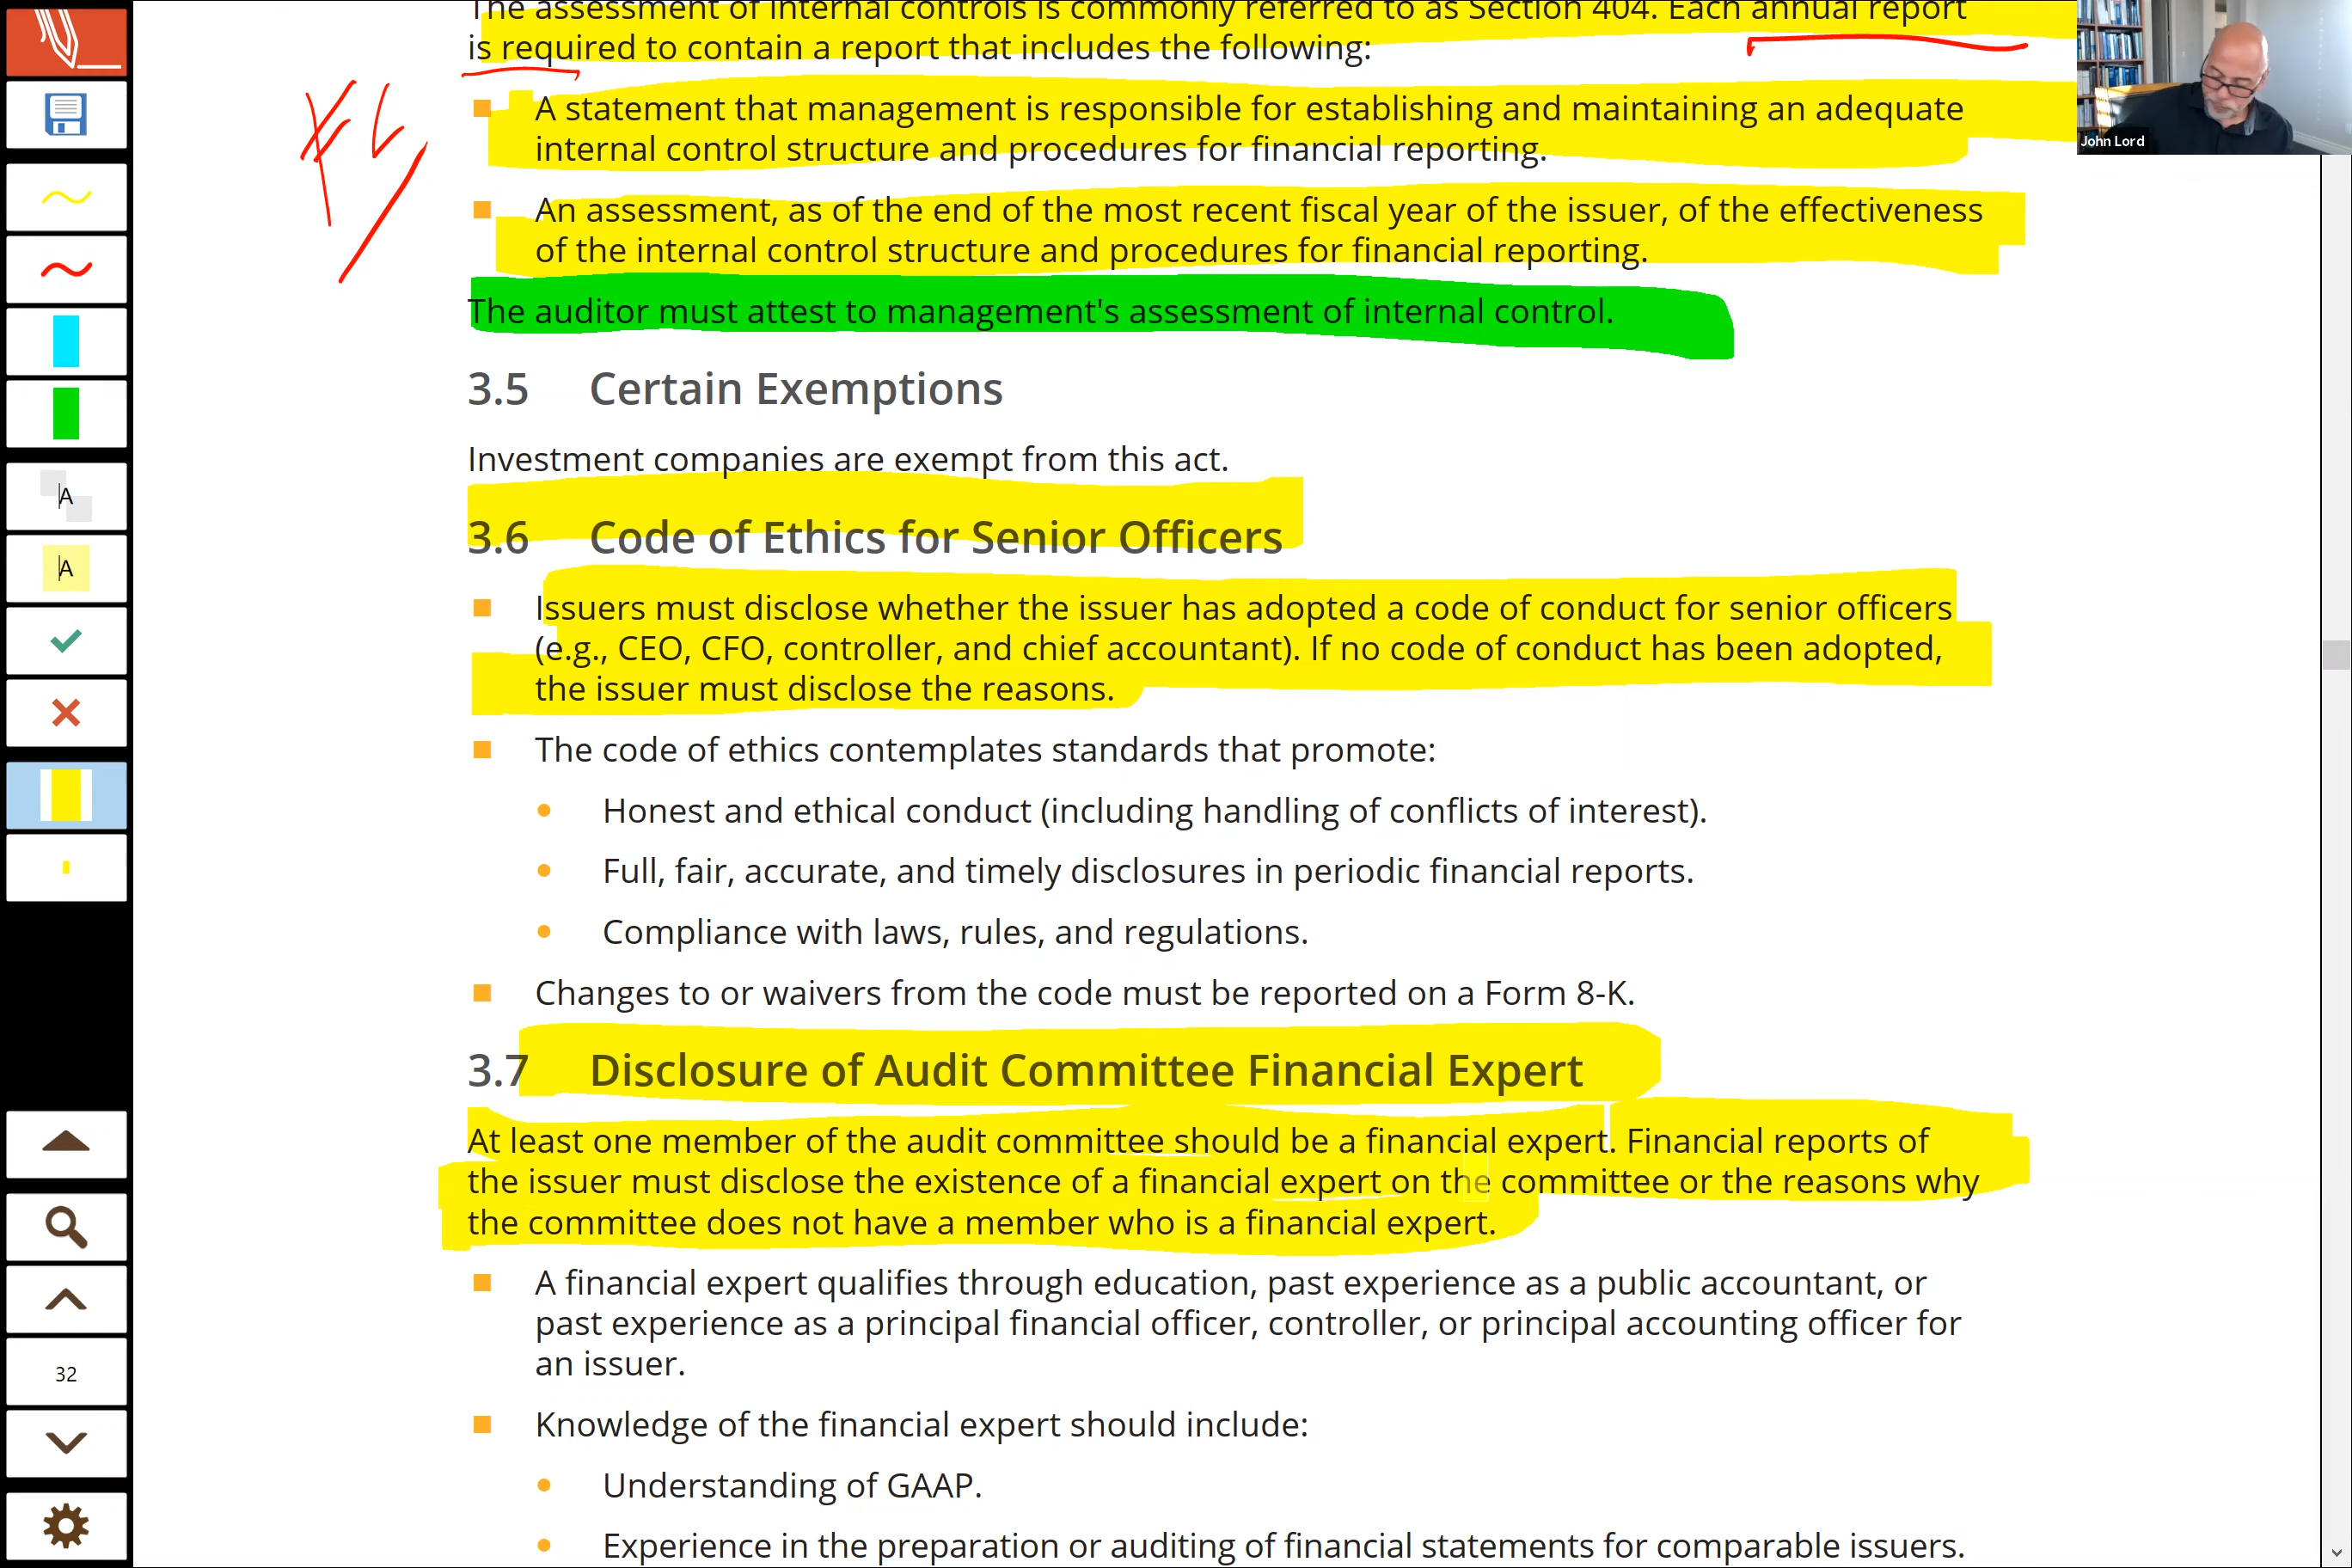 The assessment of internal controls is commonly referred to as Section 404. Each annual report
is required to contain a report that includes the following:
John Lord
A statement that management is responsible for establishing and maintaining an adequate
internal control structure and procedures for financial reporting.
An assessment, as of the end of the most recent fiscal year of the issuer, of the effectiveness
of the internal control structure and procedures for financial reporting.
The auditor must attest to management's assessment of internal control.
3.5 Certain Exemptions
Investment companies are exempt from this act.
A
3.6 Code of Ethics for Senior Officers
A
Issuers must disclose whether the issuer has adopted a code of conduct for senior officers
(e.g., CEO, CFO, controller, and chief accountant). If no code of conduct has been adopted,
the issuer must disclose the reasons.
The code of ethics contemplates standards that promote:
Honest and ethical conduct (including handling of conflicts of interest).
Full, fair, accurate, and timely disclosures in periodic financial reports.
Compliance with laws, rules, and regulations.
Changes to or waivers from the code must be reported on a Form 8-K.
3.7 Disclosure of Audit Committee Financial Expert
At least one member of the audit committee should be a financial expert. Financial reports of
the issuer must disclose the existence of a financial expert on the committee or the reasons why
the committee does not have a member who is a financial expert.
A financial expert qualifies through education, past experience as a public accountant, or
past experience as a principal financial officer, controller, or principal accounting officer for
an issuer.
32
Knowledge of the financial expert should include:
Understanding of GAAP.
Experience in the preparation or auditing of financial statements for comparable issuers.